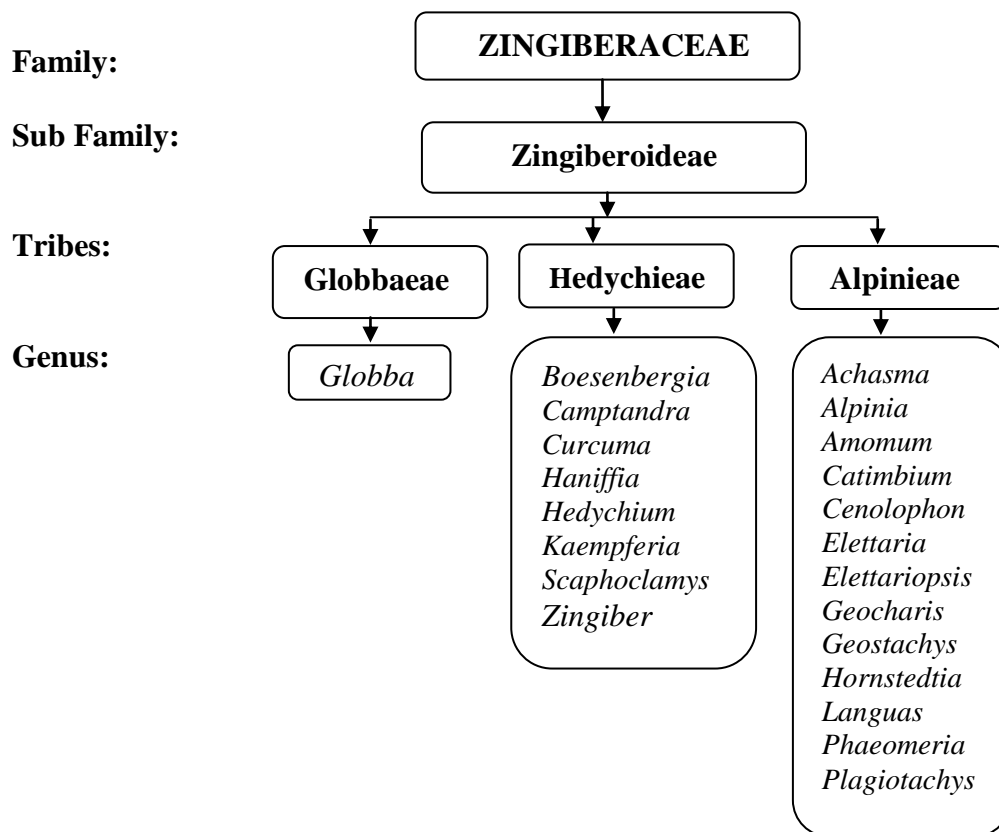 Family:
ZINGIBERACEAE
Sub Family:
Zingiberoideae
Tribes:
Globbaeae
Hedychieae
Alpinieae
Genus:
Globba
Boesenbergia
Camptandra
Curcuma
Haniffia
Hedychium
Kaempferia
Scaphoclamys
Zingiber
Achasma
Alpinia
Amomum
Catimbium
Cenolophon
Elettaria
Elettariopsis
Geocharis
Geostachys
Hornstedtia
Languas
Phaeomeria
Plagiotachys